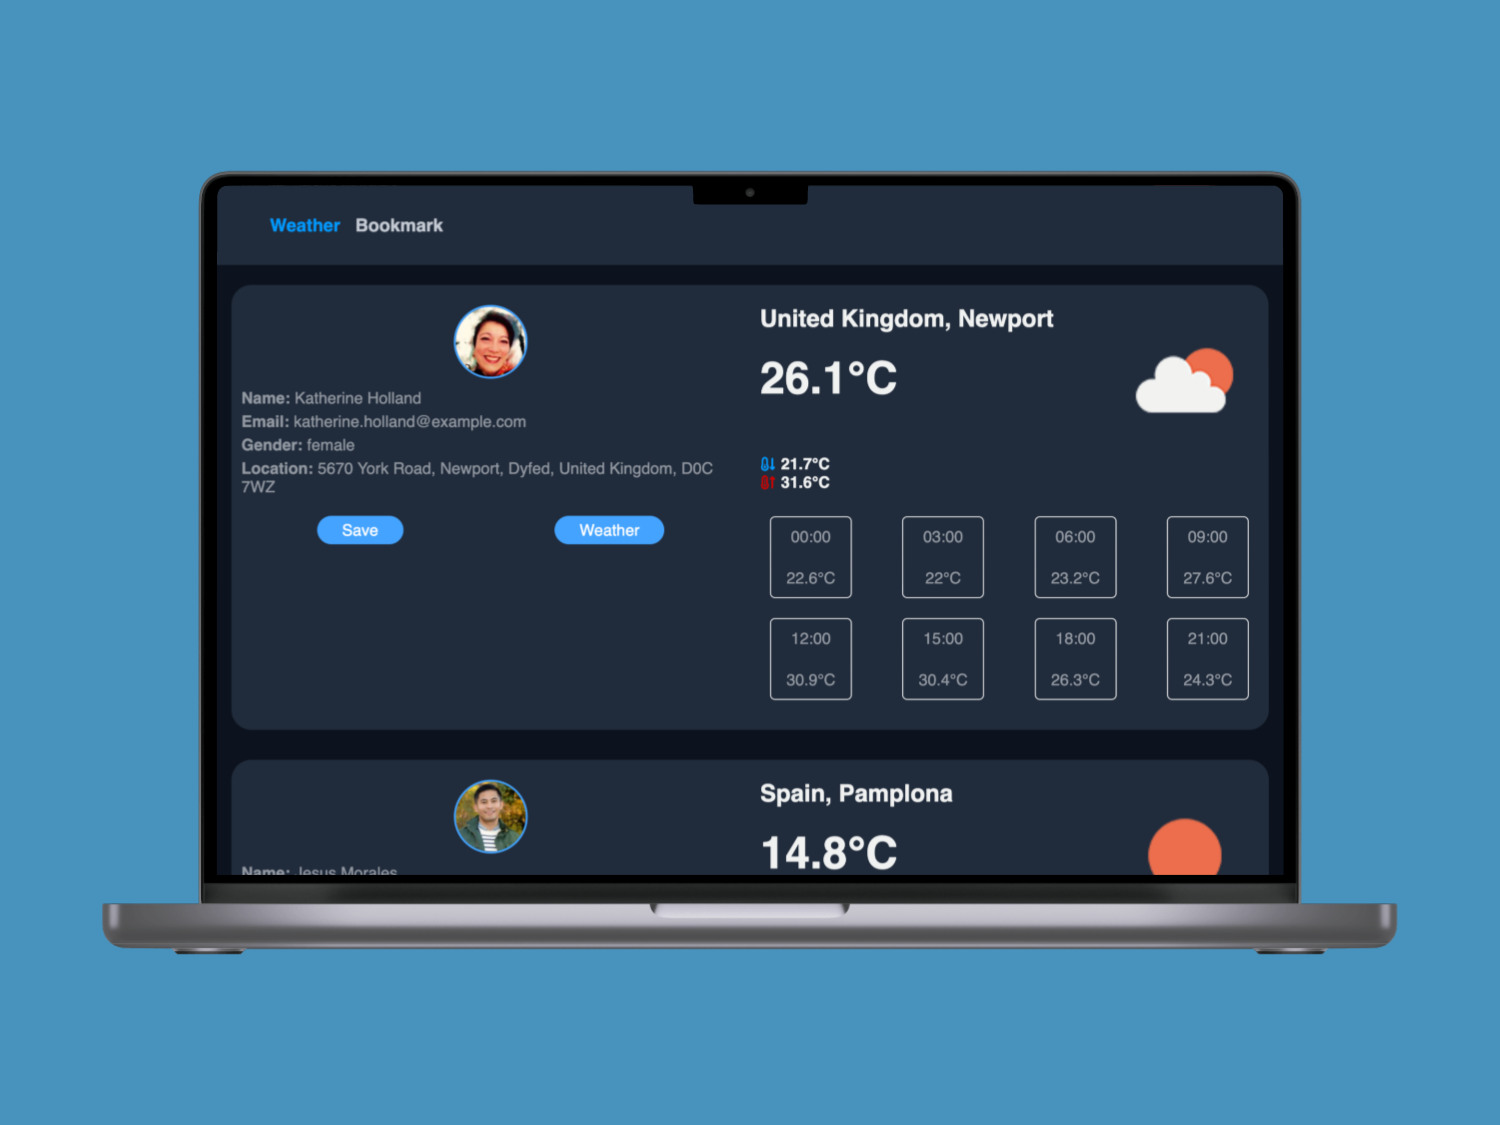 Weather Bookmark
Name: Katherine Holland
Email: katherine.holland@example.com
Gender: female
Location: 5670 York Road, Newport, Dyfed, United Kingdom, D0C
7WZ
Save Weather
United Kingdom, Newport
26.1°C
21.7°C
31.6°C
00:00 03:00 06:00 09:00
22.6°C 22°C 23.2°C 27.6°C
12:00 15:00 18:00 21:00
30.9°C 30.4°C 26.3°C 24.3°C
Name: Jesus Morales
Spain, Pamplona
14.8°C